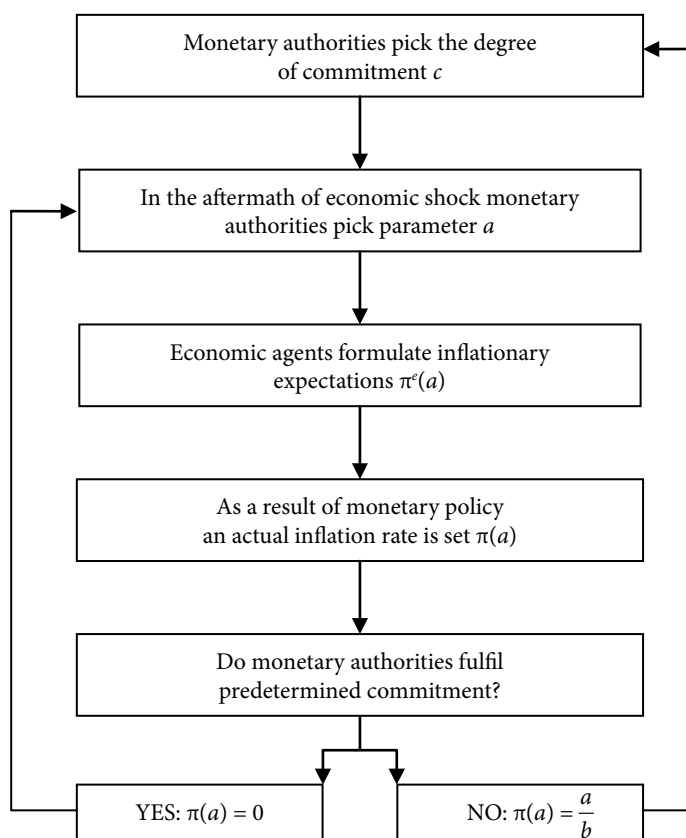 Monetary authorities pick the degree
of commitment c
In the aftermath of economic shock monetary
authorities pick parameter a
Economic agents formulate inflationary
expectations πᵉ(a)
As a result of monetary policy
an actual inflation rate is set π(a)
Do monetary authorities fulfil
predetermined commitment?
YES: π(a) = 0
NO: π(a) = a/b